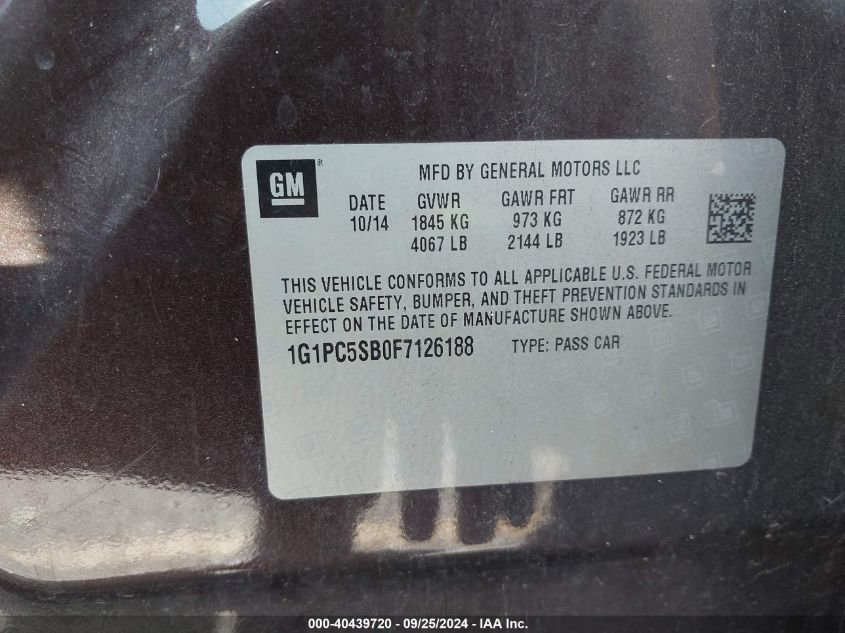 GM ®
MFD BY GENERAL MOTORS LLC
DATE GVWR GAWR FRT GAWR RR
10/14 1845 KG 973 KG 872 KG
4067 LB 2144 LB 1923 LB
THIS VEHICLE CONFORMS TO ALL APPLICABLE U.S. FEDERAL MOTOR
VEHICLE SAFETY, BUMPER, AND THEFT PREVENTION STANDARDS IN
EFFECT ON THE DATE OF MANUFACTURE SHOWN ABOVE.
1G1PC5SB0F7126188 TYPE: PASS CAR
000-40439720 - 09/25/2024 - IAA Inc.